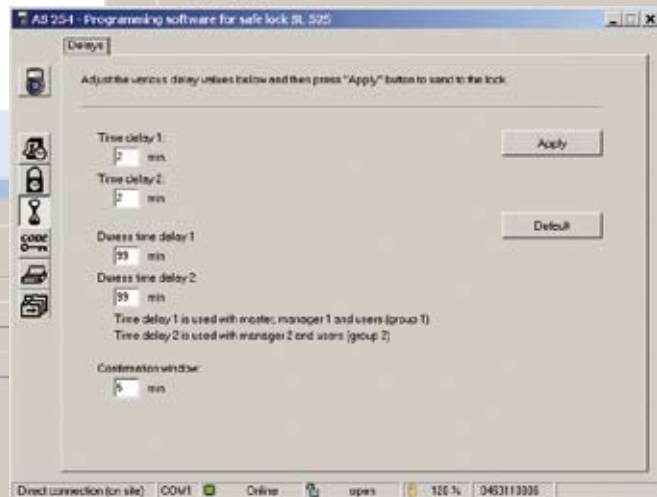 AS 254 - Programming software for safe lock SL 525
Delays
Adjust the various delay values below and then press "Apply" button to send to the lock.
Time delay 1:
2 min
Apply
Time delay 2:
2 min
Default
Duress time delay 1
99 min
Duress time delay 2
99 min
Time delay 1 is used with master, manager 1 and users (group 1)
Time delay 2 is used with manager 2 and users (group 2)
Confirmation window:
5 min
CODE
Direct connection (on site) COM1 Online open 126 %